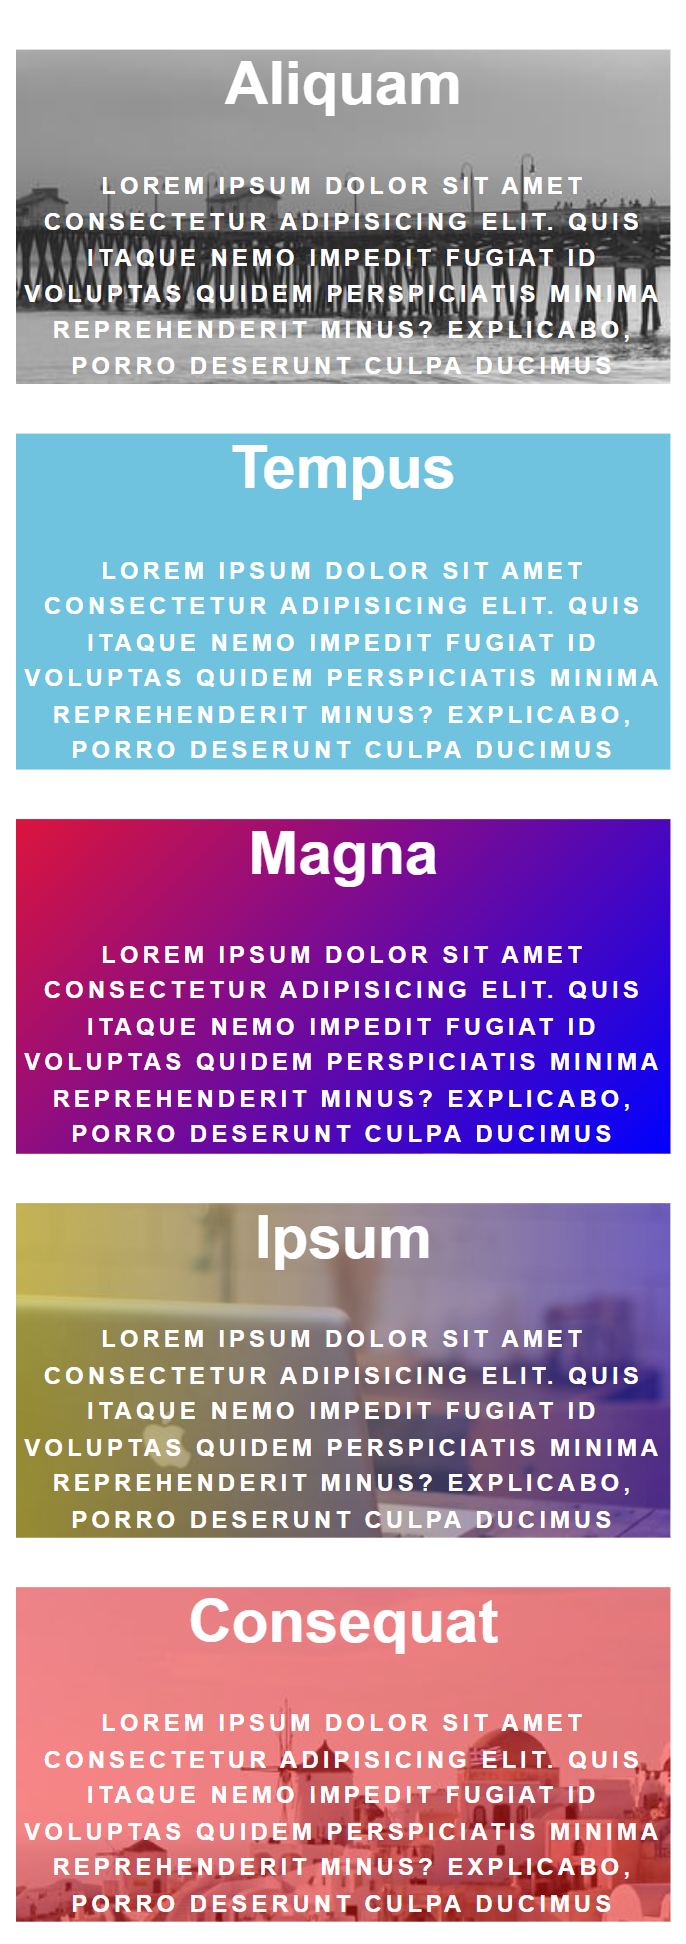 Aliquam
LOREM IPSUM DOLOR SIT AMET
CONSECTETUR ADIPISICING ELIT. QUIS
ITAQUE NEMO IMPEDIT FUGIAT ID
VOLUPTAS QUIDEM PERSPICIATIS MINIMA
REPREHENDERIT MINUS? EXPLICABO,
PORRO DESERUNT CULPA DUCIMUS
Tempus
LOREM IPSUM DOLOR SIT AMET
CONSECTETUR ADIPISICING ELIT. QUIS
ITAQUE NEMO IMPEDIT FUGIAT ID
VOLUPTAS QUIDEM PERSPICIATIS MINIMA
REPREHENDERIT MINUS? EXPLICABO,
PORRO DESERUNT CULPA DUCIMUS
Magna
LOREM IPSUM DOLOR SIT AMET
CONSECTETUR ADIPISICING ELIT. QUIS
ITAQUE NEMO IMPEDIT FUGIAT ID
VOLUPTAS QUIDEM PERSPICIATIS MINIMA
REPREHENDERIT MINUS? EXPLICABO,
PORRO DESERUNT CULPA DUCIMUS
Ipsum
LOREM IPSUM DOLOR SIT AMET
CONSECTETUR ADIPISICING ELIT. QUIS
ITAQUE NEMO IMPEDIT FUGIAT ID
VOLUPTAS QUIDEM PERSPICIATIS MINIMA
REPREHENDERIT MINUS? EXPLICABO,
PORRO DESERUNT CULPA DUCIMUS
Consequat
LOREM IPSUM DOLOR SIT AMET
CONSECTETUR ADIPISICING ELIT. QUIS
ITAQUE NEMO IMPEDIT FUGIAT ID
VOLUPTAS QUIDEM PERSPICIATIS MINIMA
REPREHENDERIT MINUS? EXPLICABO,
PORRO DESERUNT CULPA DUCIMUS